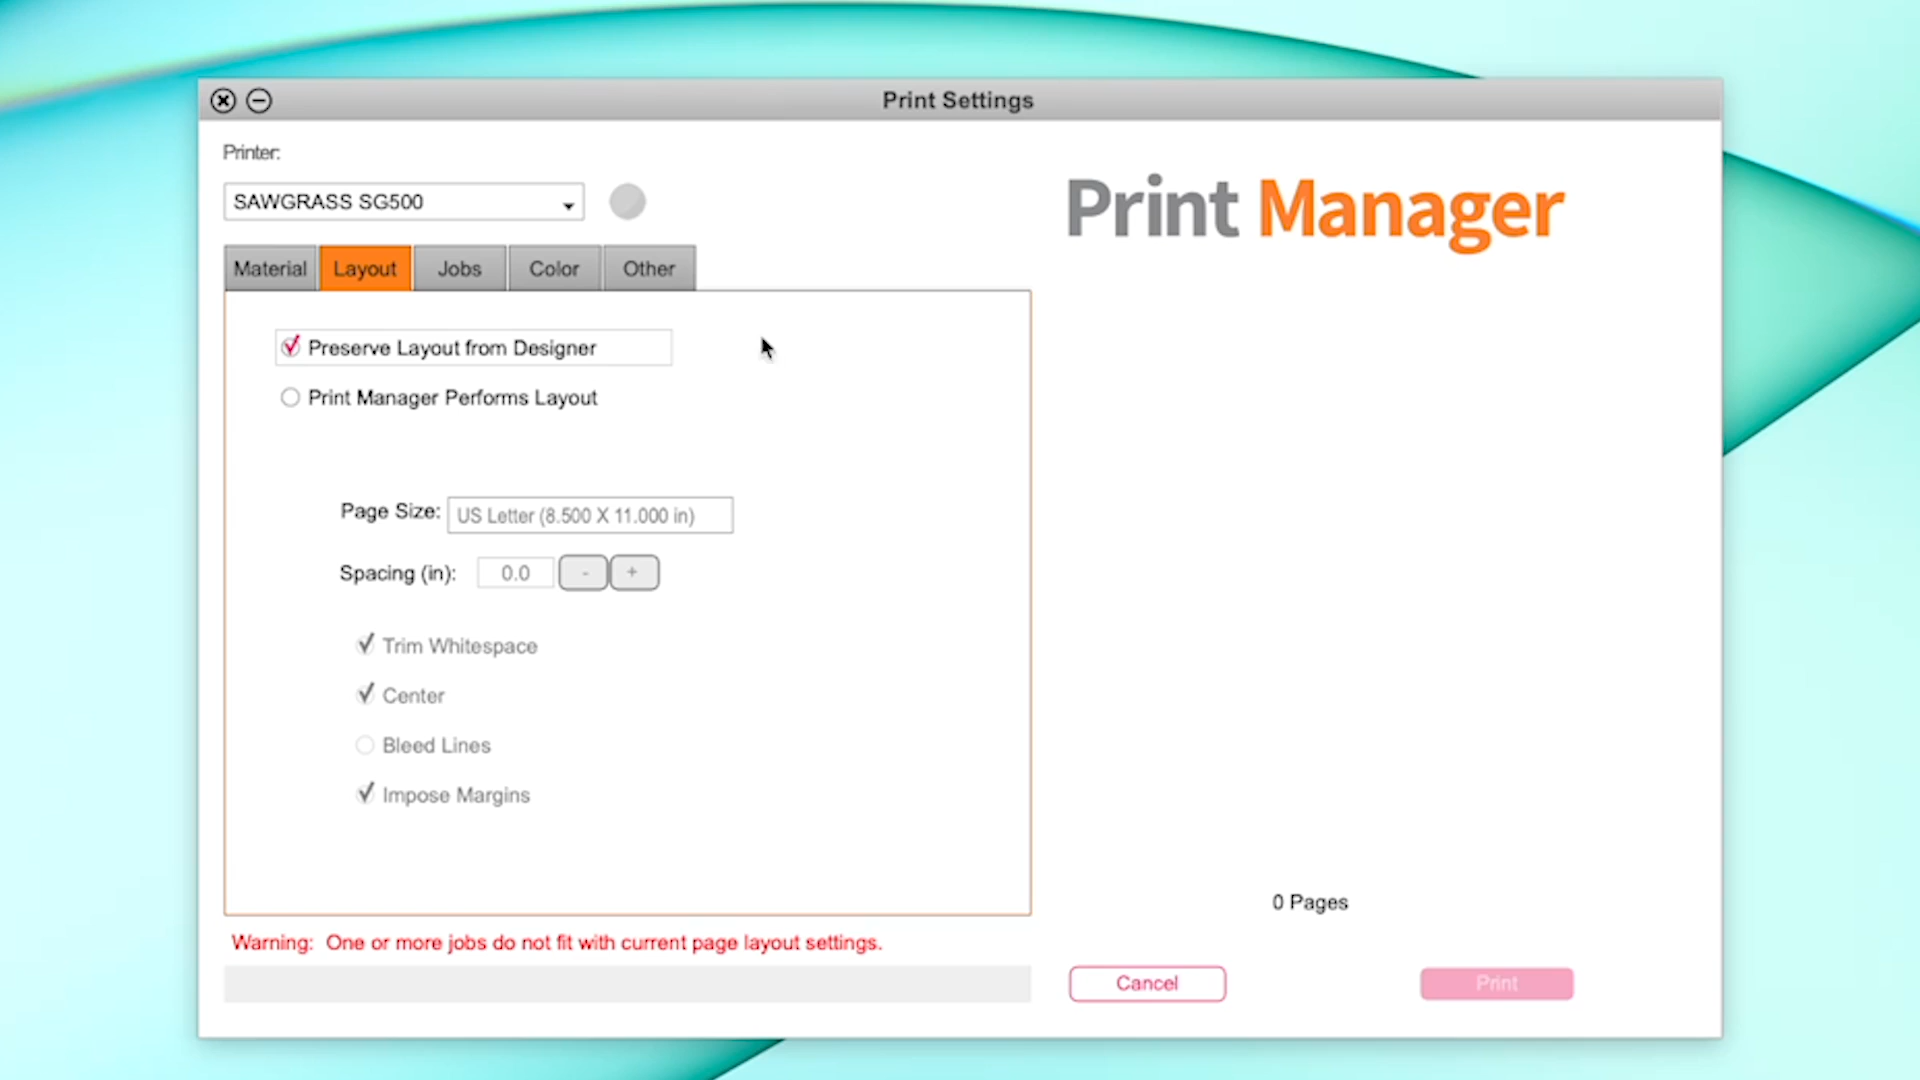 Print Settings
Printer:
SAWGRASS SG500
Print Manager
Material Layout Jobs Color Other
Preserve Layout from Designer
Print Manager Performs Layout
Page Size: US Letter (8.500 X 11.000 in)
Spacing (in): 0.0 - +
Trim Whitespace
Center
Bleed Lines
Impose Margins
0 Pages
Warning: One or more jobs do not fit with current page layout settings.
Cancel Print